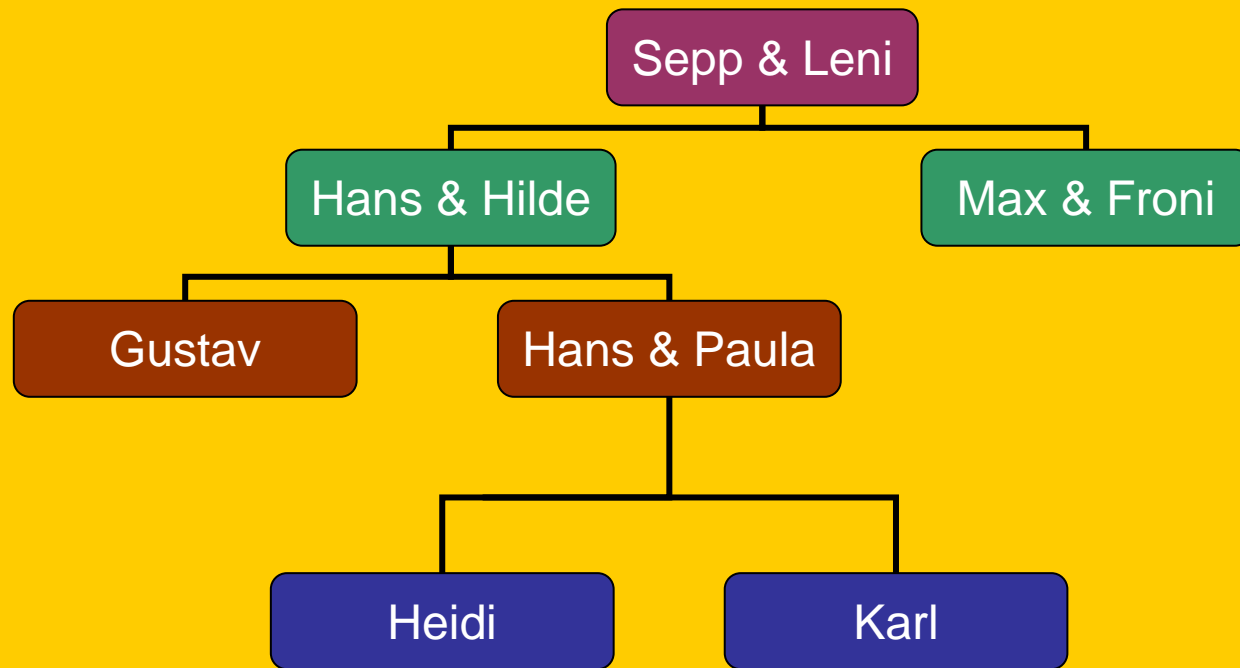 Sepp & Leni
Hans & Hilde
Max & Froni
Gustav
Hans & Paula
Heidi
Karl